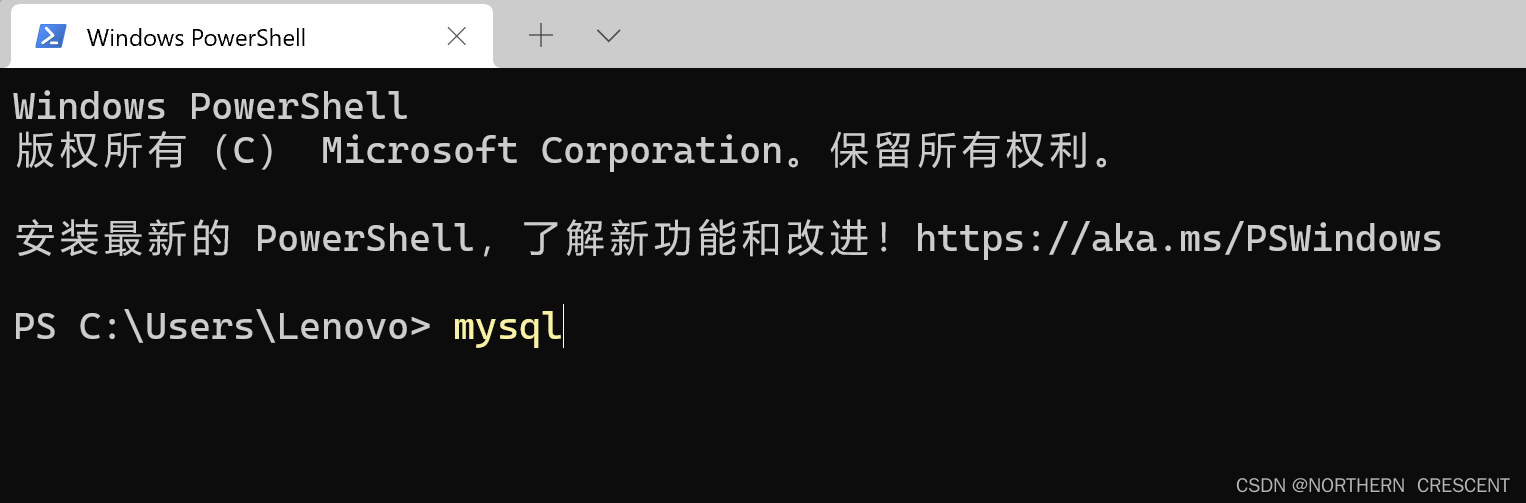 Windows PowerShell
Windows PowerShell
版权所有（C） Microsoft Corporation。保留所有权利。
安装最新的 PowerShell，了解新功能和改进！https://aka.ms/PSWindows
PS C:\Users\Lenovo> mysql
CSDN @NORTHERN CRESCENT